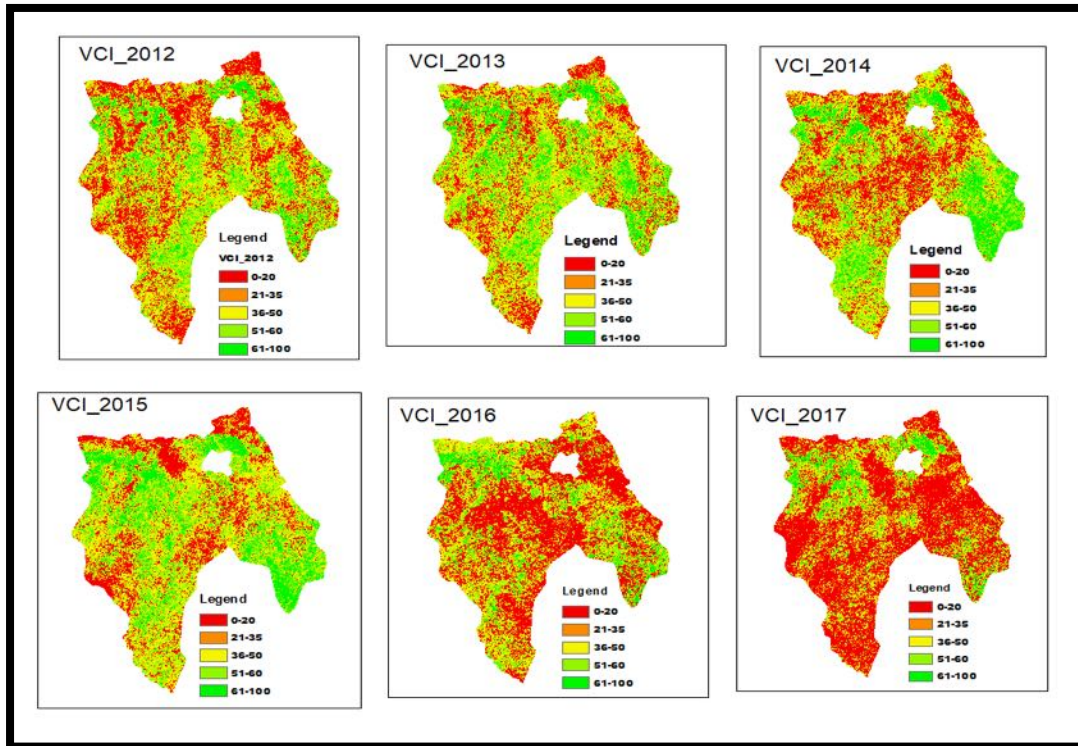 VCI_2012
Legend
VCI_2012
0-20
21-35
36-50
51-60
61-100
VCI_2013
Legend
0-20
21-35
36-50
51-60
61-100
VCI_2014
Legend
0-20
21-35
36-50
51-60
61-100
VCI_2015
Legend
0-20
21-35
36-50
51-60
61-100
VCI_2016
Legend
0-20
21-35
36-50
51-60
61-100
VCI_2017
Legend
0-20
21-35
36-50
51-60
61-100